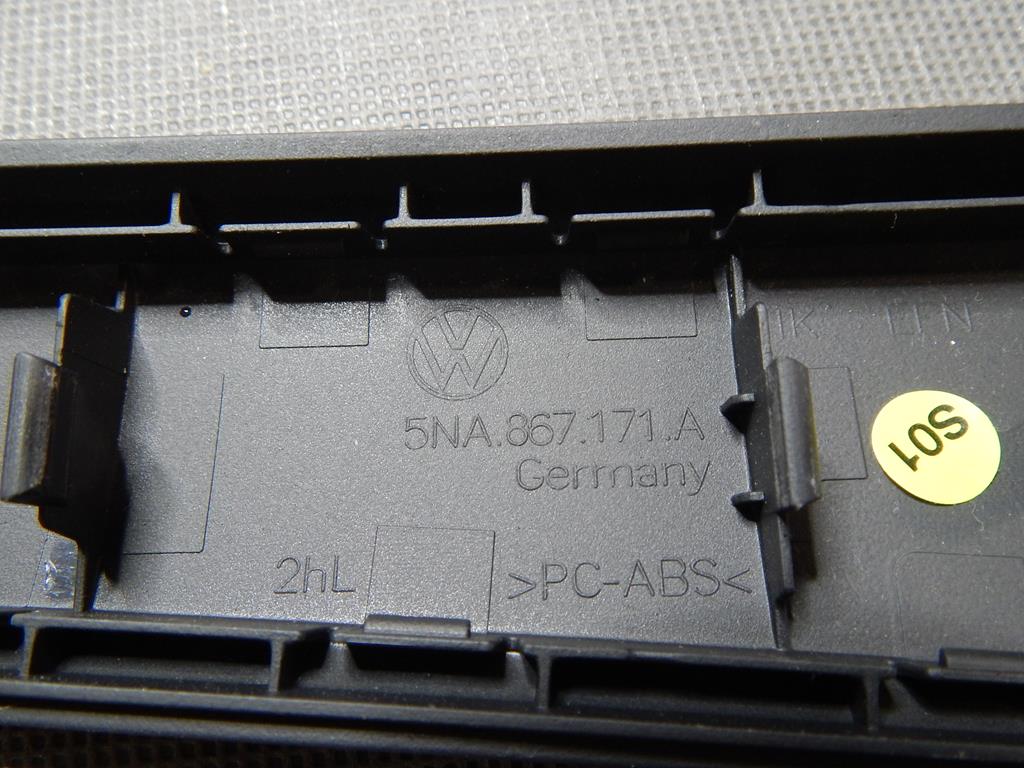 5NA.867.171.A
Germany
S01
2hL
>PC-ABS<